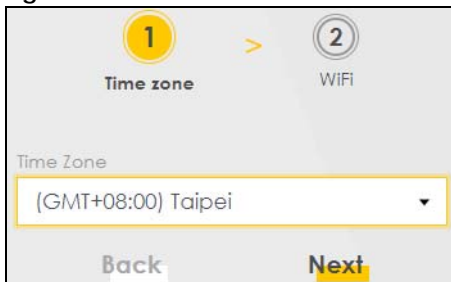 1 > 2
Time zone WiFi
Time Zone
(GMT+08:00) Taipei
Back Next